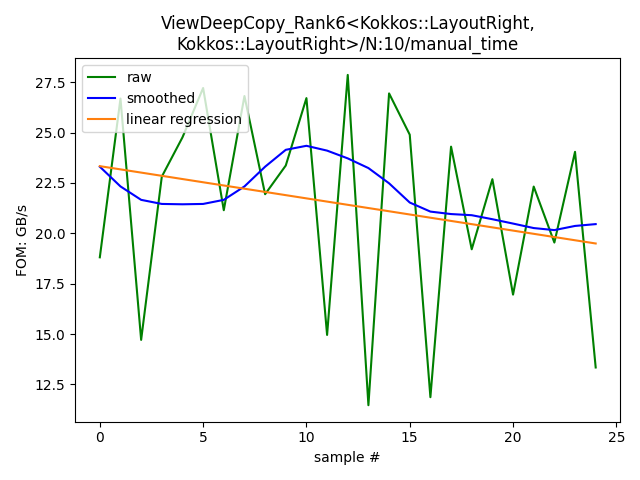 ViewDeepCopy_Rank6<Kokkos::LayoutRight,
Kokkos::LayoutRight>/N:10/manual_time
raw
smoothed
linear regression
FOM: GB/s
27.5
25.0
22.5
20.0
17.5
15.0
12.5
0
5
10
15
20
25
sample #